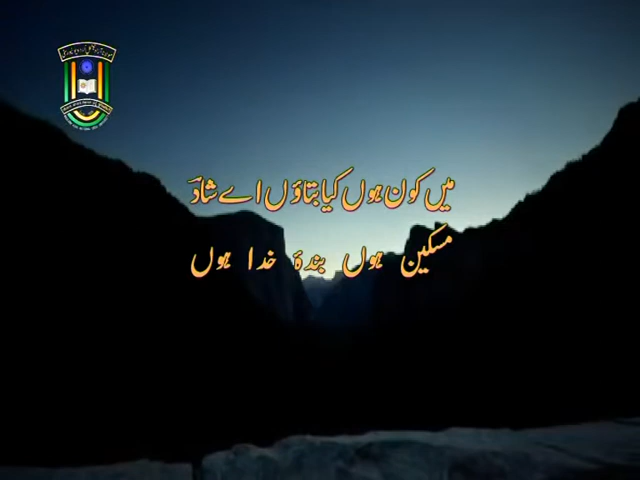 میں کون ہوں کیا بتاؤں اے شادؔ
مسکین ہوں بندۂ خدا ہوں